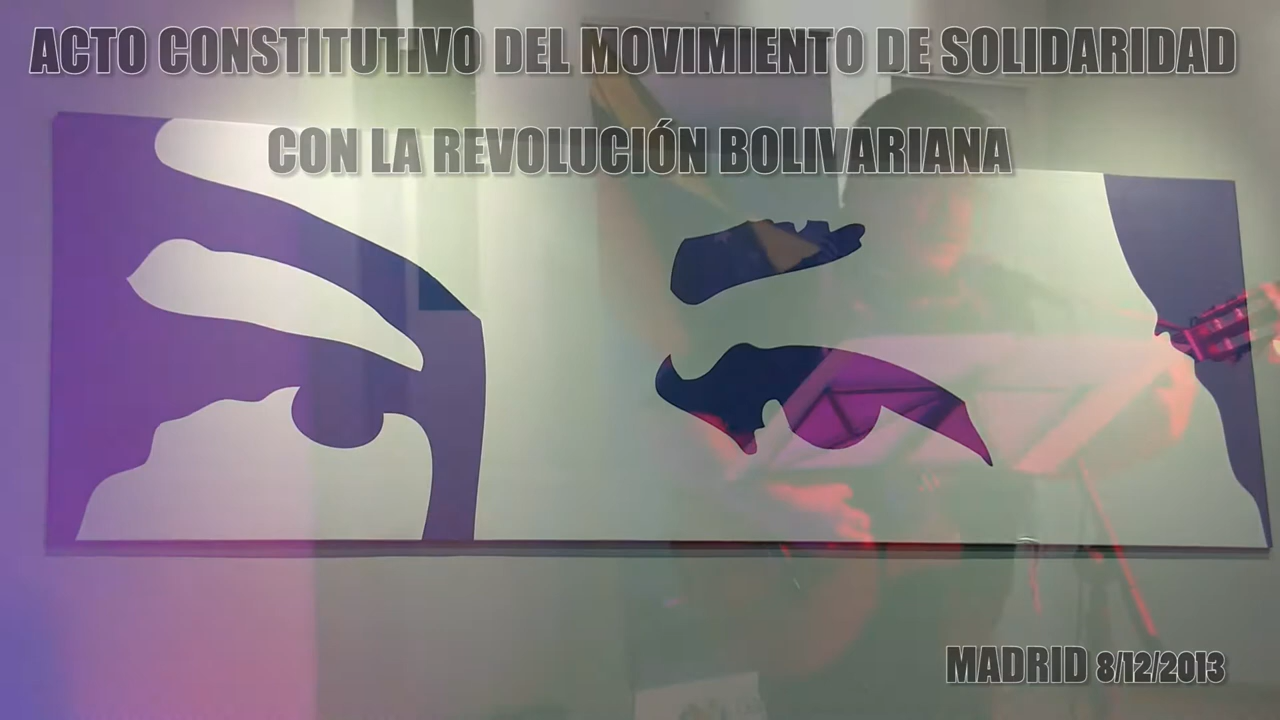 ACTO CONSTITUTIVO DEL MOVIMIENTO DE SOLIDARIDAD
CON LA REVOLUCIÓN BOLIVARIANA
MADRID 8/12/2013